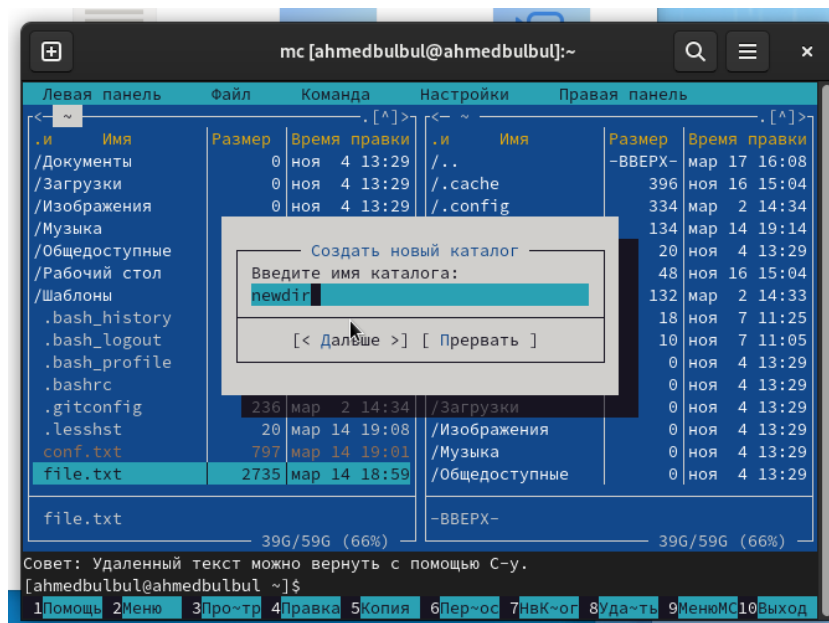 mc [ahmedbulbul@ahmedbulbul]:~
Левая панель Файл Команда Настройки Правая панель
<— ~ .[^]> <— ~ .[^]>
.и Имя Размер Время правки .и Имя Размер Время правки
/Документы 0 ноя 4 13:29 /.. -ВВЕРХ- мар 17 16:08
/Загрузки 0 ноя 4 13:29 /.cache 396 ноя 16 15:04
/Изображения 0 ноя 4 13:29 /.config 334 мар 2 14:34
/Музыка 134 мар 14 19:14
/Общедоступные Создать новый каталог 20 ноя 4 13:29
/Рабочий стол Введите имя каталога: 48 ноя 16 15:04
/Шаблоны newdir 132 мар 2 14:33
.bash_history 18 ноя 7 11:25
.bash_logout [< Дальше >] [ Прервать ] 10 ноя 7 11:05
.bash_profile 0 ноя 4 13:29
.bashrc 0 ноя 4 13:29
.gitconfig 236 мар 2 14:34 /Загрузки 0 ноя 4 13:29
.lesshst 20 мар 14 19:08 /Изображения 0 ноя 4 13:29
conf.txt 797 мар 14 19:01 /Музыка 0 ноя 4 13:29
file.txt 2735 мар 14 18:59 /Общедоступные 0 ноя 4 13:29
file.txt -ВВЕРХ-
39G/59G (66%) 39G/59G (66%)
Совет: Удаленный текст можно вернуть с помощью C-y.
[ahmedbulbul@ahmedbulbul ~]$
1Помощь 2Меню 3Про~тр 4Правка 5Копия 6Пер~ос 7НвК~ог 8Уда~ть 9МенюMC 10Выход